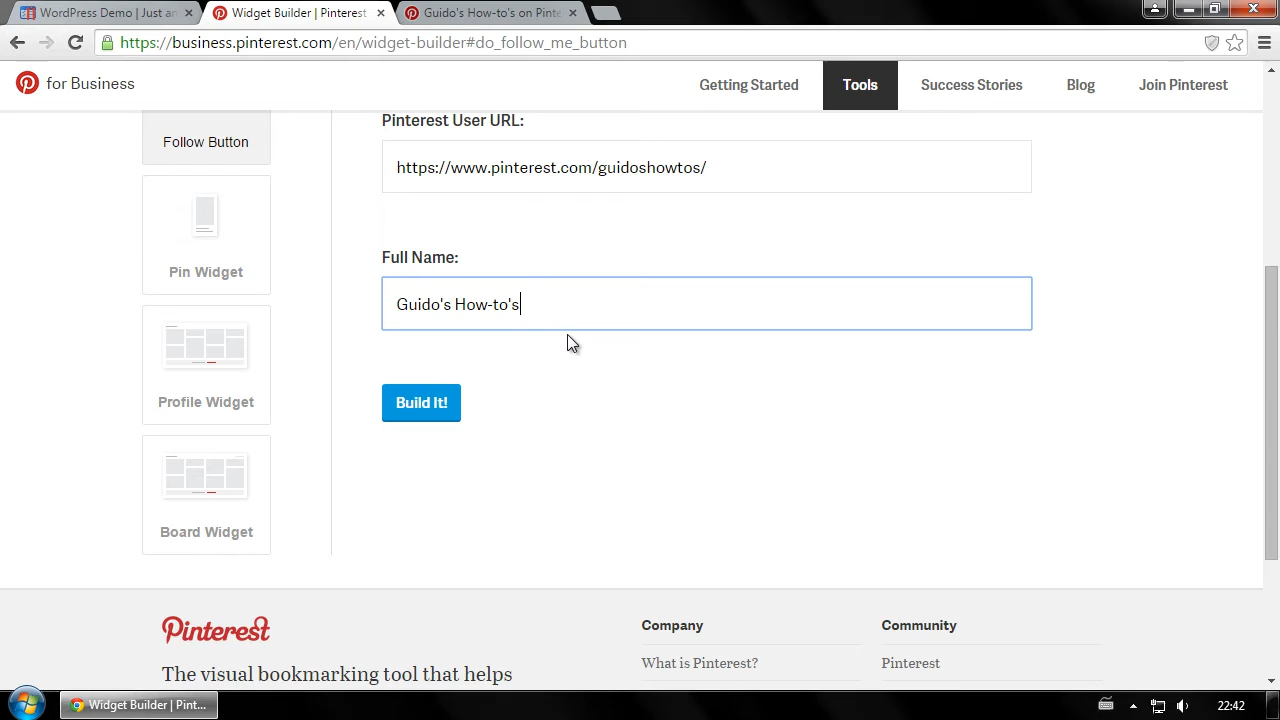 WordPress Demo | Just an
Widget Builder | Pinterest
Guido's How-to's on Pinte
https://business.pinterest.com/en/widget-builder#do_follow_me_button
for Business
Getting Started
Tools
Success Stories
Blog
Join Pinterest
Follow Button
Pin Widget
Profile Widget
Board Widget
Pinterest User URL:
https://www.pinterest.com/guidoshowtos/
Full Name:
Guido's How-to's
Build It!
Pinterest
The visual bookmarking tool that helps
Company
What is Pinterest?
Community
Pinterest
Widget Builder | Pint...
22:42